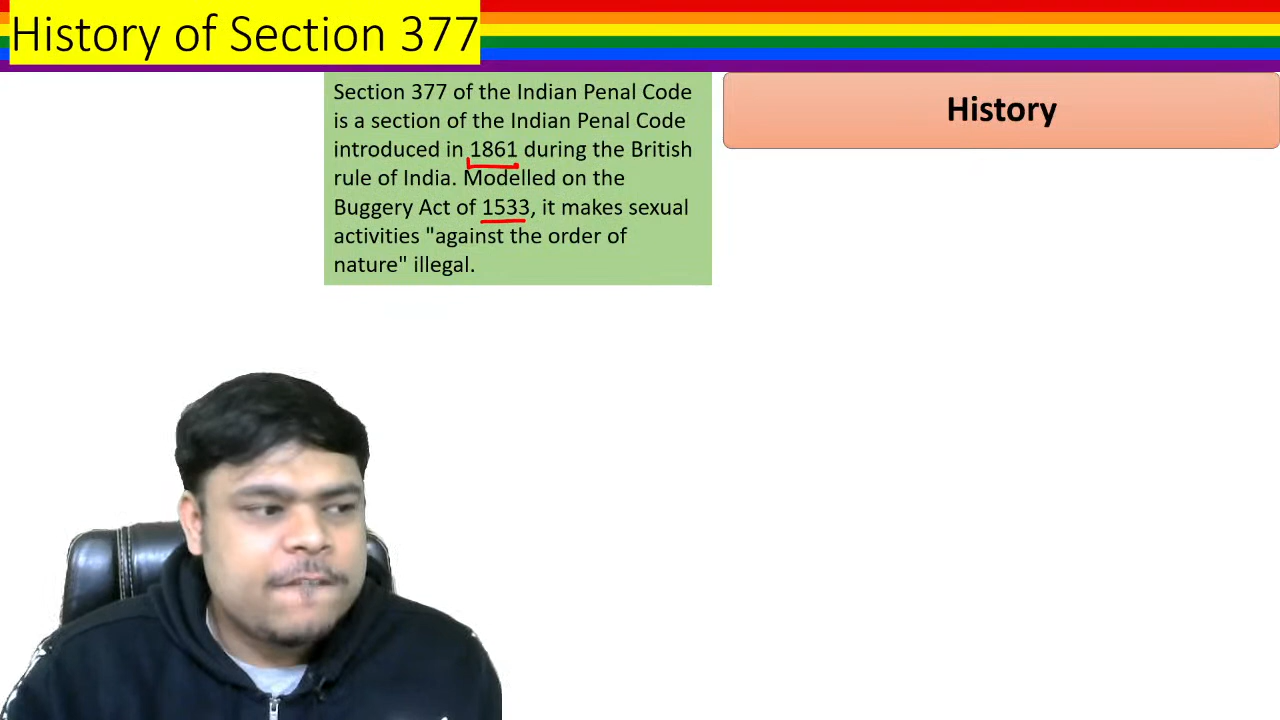 History of Section 377
Section 377 of the Indian Penal Code
is a section of the Indian Penal Code
introduced in 1861 during the British
rule of India. Modelled on the
Buggery Act of 1533, it makes sexual
activities "against the order of
nature" illegal.
History